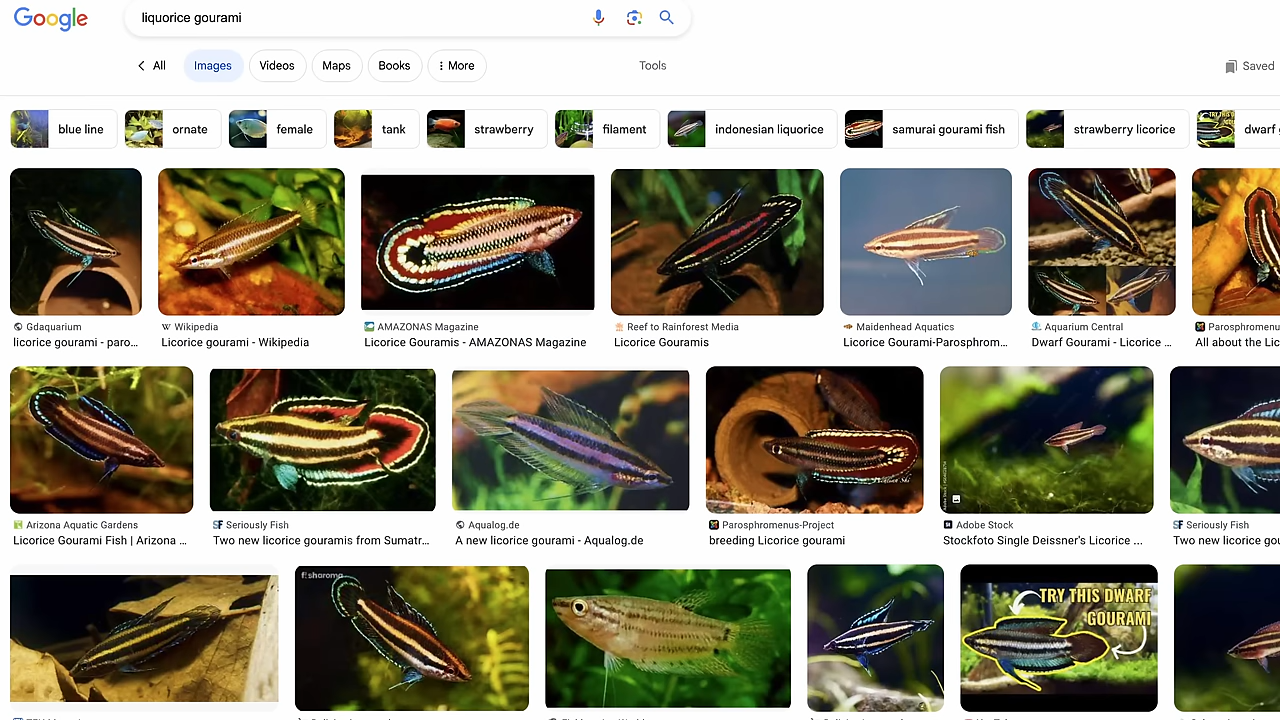 Google
liquorice gourami
All
Images
Videos
Maps
Books
More
Tools
Saved
blue line
ornate
female
tank
strawberry
filament
indonesian liquorice
samurai gourami fish
strawberry licorice
dwarf
Gdaquarium
licorice gourami - paro...
Wikipedia
Licorice gourami - Wikipedia
AMAZONAS Magazine
Licorice Gouramis - AMAZONAS Magazine
Reef to Rainforest Media
Licorice Gouramis
Maidenhead Aquatics
Licorice Gourami-Parosphrom...
Aquarium Central
Dwarf Gourami - Licorice ...
Parosphromenu
All about the Lic
Arizona Aquatic Gardens
Licorice Gourami Fish | Arizona ...
Seriously Fish
Two new licorice gouramis from Sumatr...
Aqualog.de
A new licorice gourami - Aqualog.de
Parosphromenus-Project
breeding Licorice gourami
Adobe Stock
Stockfoto Single Deissner's Licorice ...
Seriously Fish
Two new licorice gou
fisharoma
TRY THIS DWARF
GOURAMI